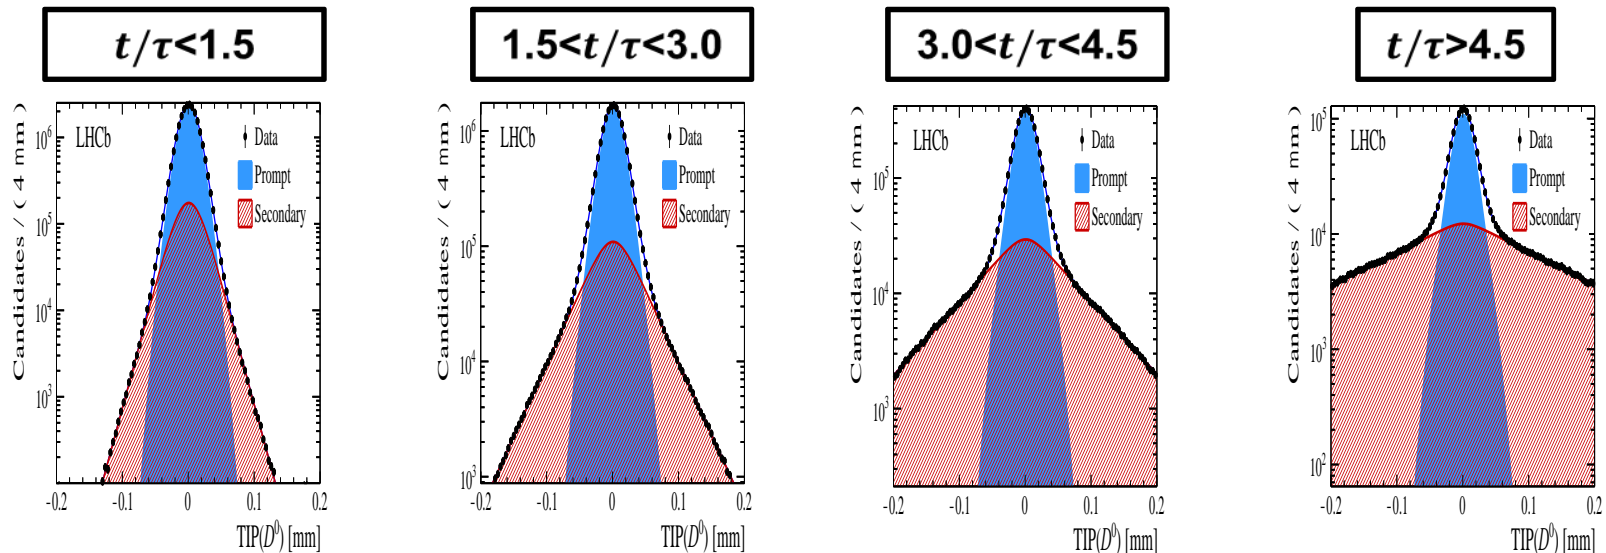 t/τ<1.5
1.5<t/τ<3.0
3.0<t/τ<4.5
t/τ>4.5
Candidates / ( 4 mm )
10^6
10^5
10^4
10^3
LHCb
Data
Prompt
Secondary
-0.2 -0.1 0 0.1 0.2
TIP(D^0) [mm]
Candidates / ( 4 mm )
10^6
10^5
10^4
10^3
LHCb
Data
Prompt
Secondary
-0.2 -0.1 0 0.1 0.2
TIP(D^0) [mm]
Candidates / ( 4 mm )
10^5
10^4
10^3
LHCb
Data
Prompt
Secondary
-0.2 -0.1 0 0.1 0.2
TIP(D^0) [mm]
Candidates / ( 4 mm )
10^5
10^4
10^3
10^2
LHCb
Data
Prompt
Secondary
-0.2 -0.1 0 0.1 0.2
TIP(D^0) [mm]